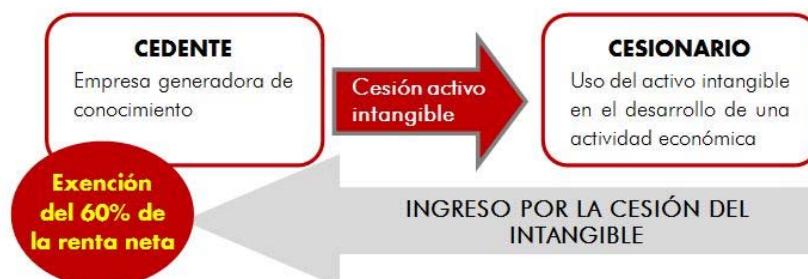 CEDENTE
Empresa generadora de
conocimiento
Cesión activo
intangible
CESIONARIO
Uso del activo intangible
en el desarrollo de una
actividad económica
Exención
del 60% de
la renta neta
INGRESO POR LA CESIÓN DEL
INTANGIBLE